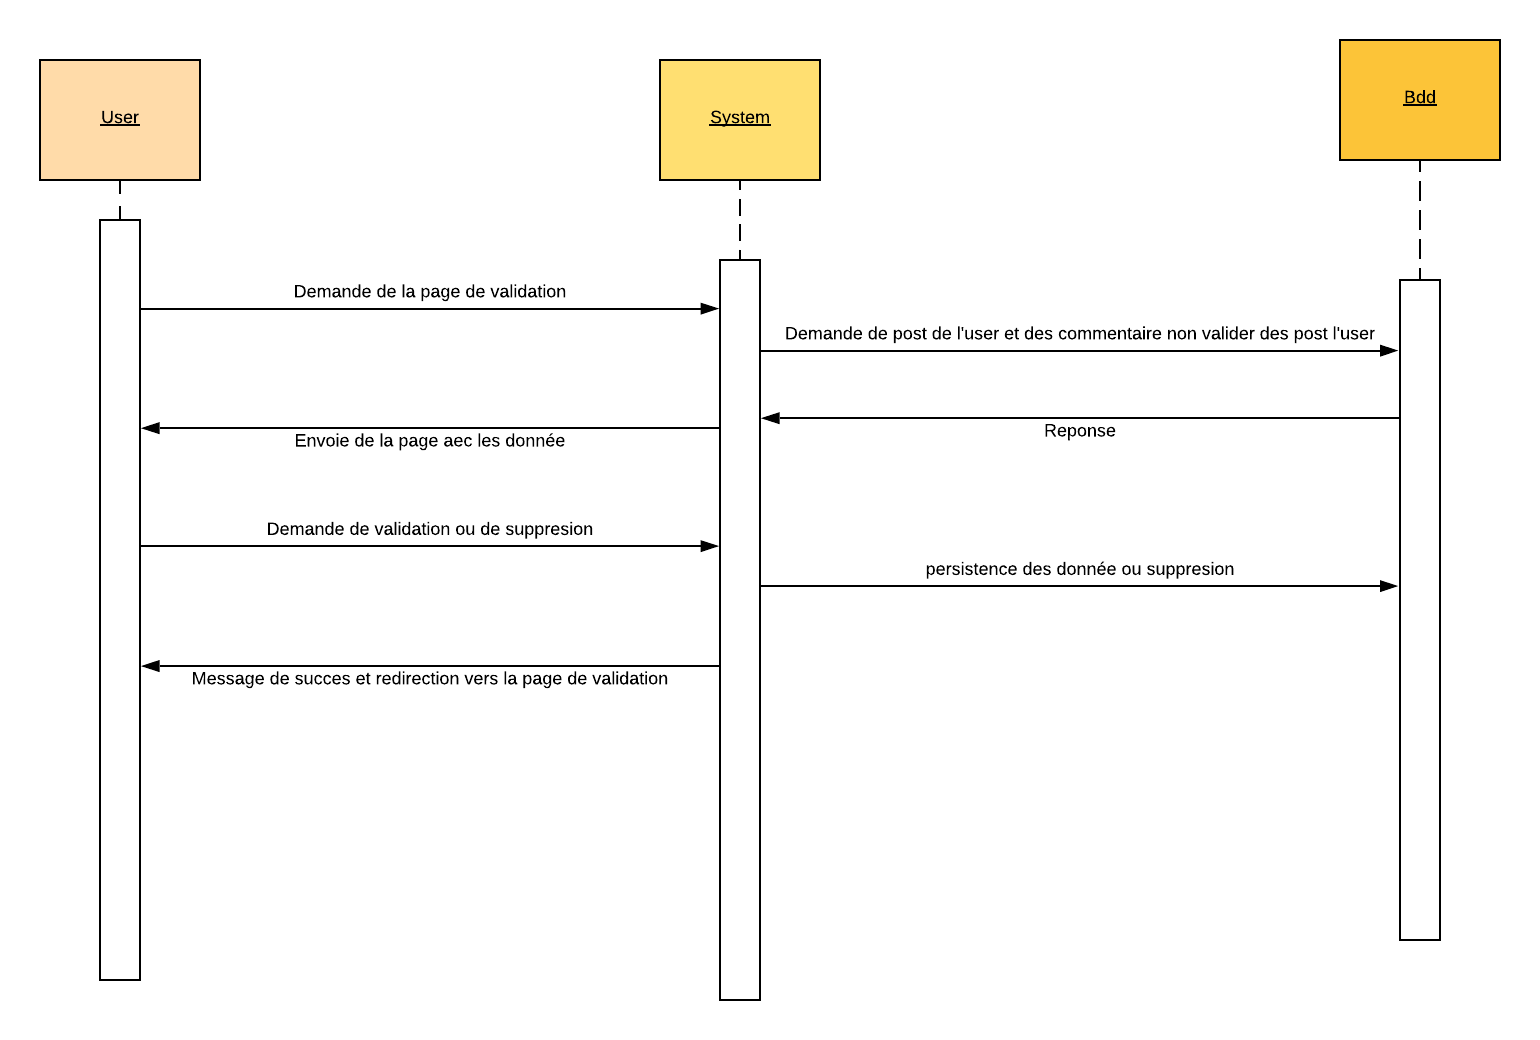 User
System
Bdd
Demande de la page de validation
Demande de post de l'user et des commentaire non valider des post l'user
Reponse
Envoie de la page aec les donnée
Demande de validation ou de suppresion
persistence des donnée ou suppresion
Message de succes et redirection vers la page de validation